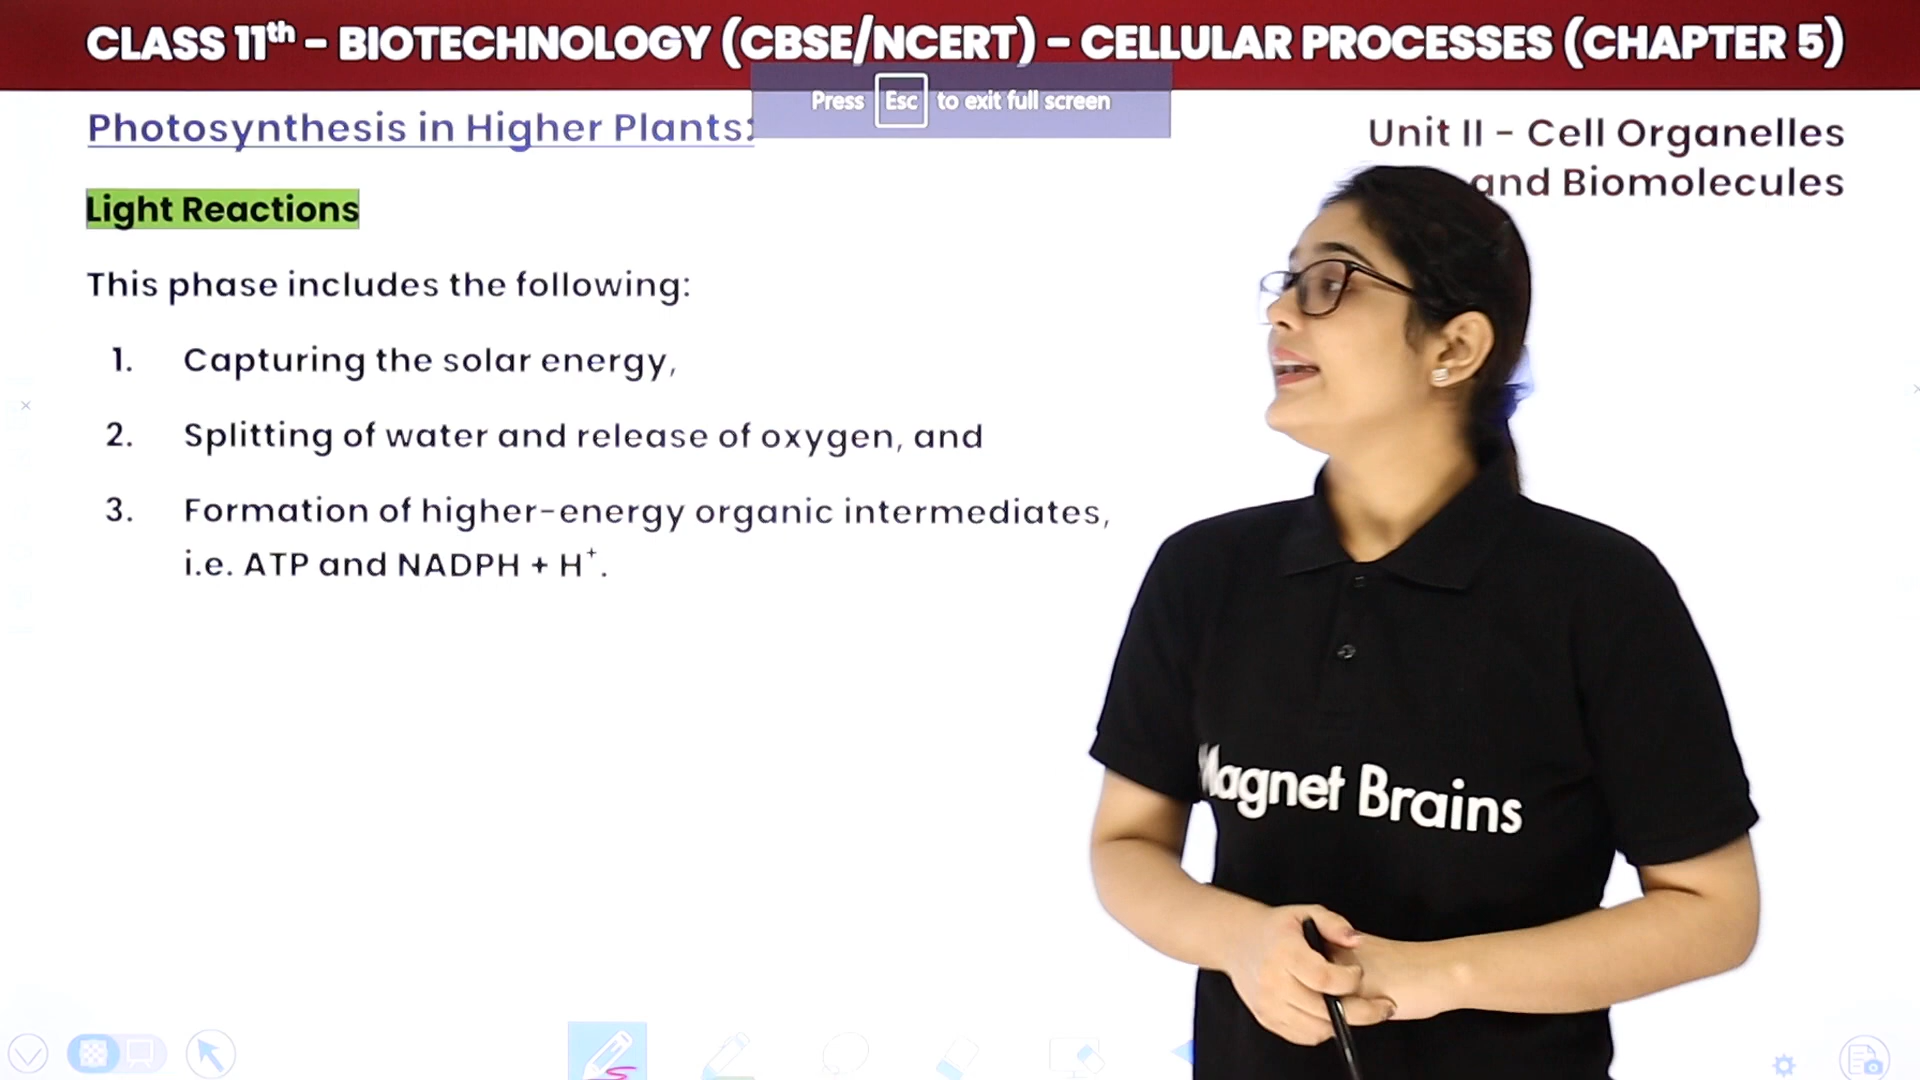 CLASS 11th – BIOTECHNOLOGY (CBSE/NCERT) – CELLULAR PROCESSES (CHAPTER 5)
Press Esc to exit full screen
Photosynthesis in Higher Plants:
Unit II – Cell Organelles
and Biomolecules
Light Reactions
This phase includes the following:
1. Capturing the solar energy,
2. Splitting of water and release of oxygen, and
3. Formation of higher-energy organic intermediates,
i.e. ATP and NADPH + H⁺.
Magnet Brains